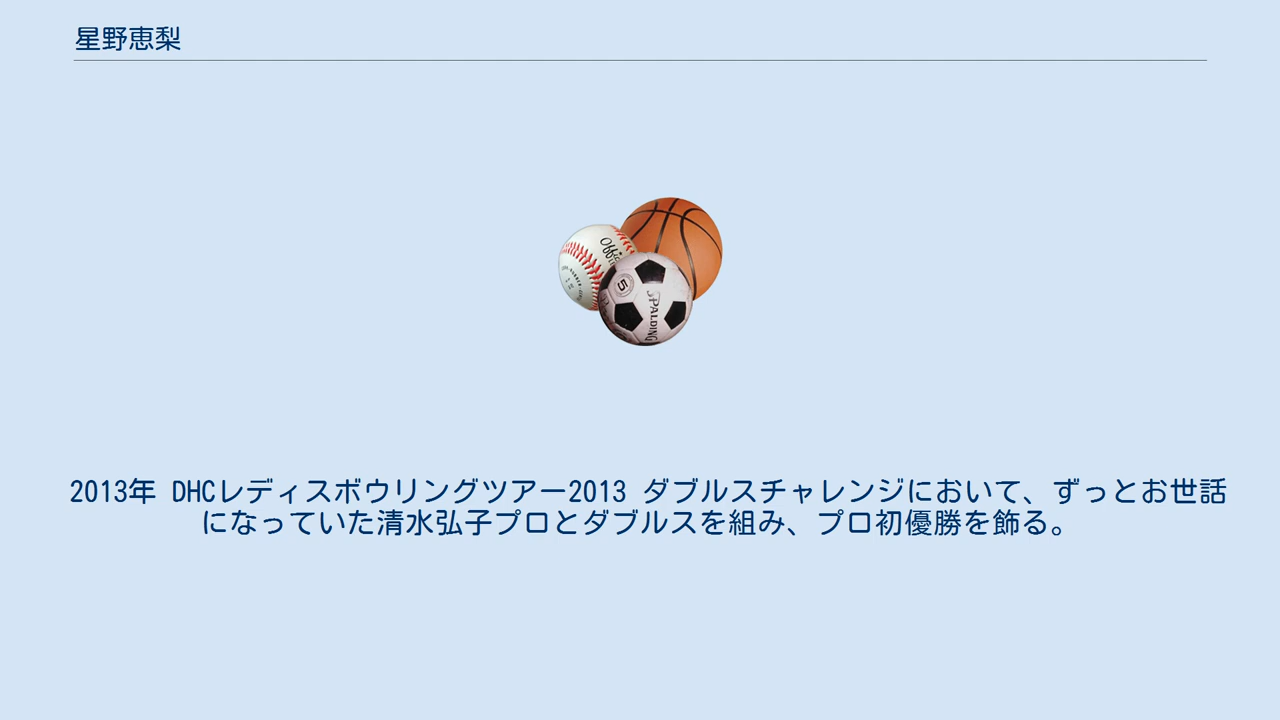 星野恵梨
5
SPALDING
2013年 DHCレディスボウリングツアー2013 ダブルスチャレンジにおいて、ずっとお世話
になっていた清水弘子プロとダブルスを組み、プロ初優勝を飾る。